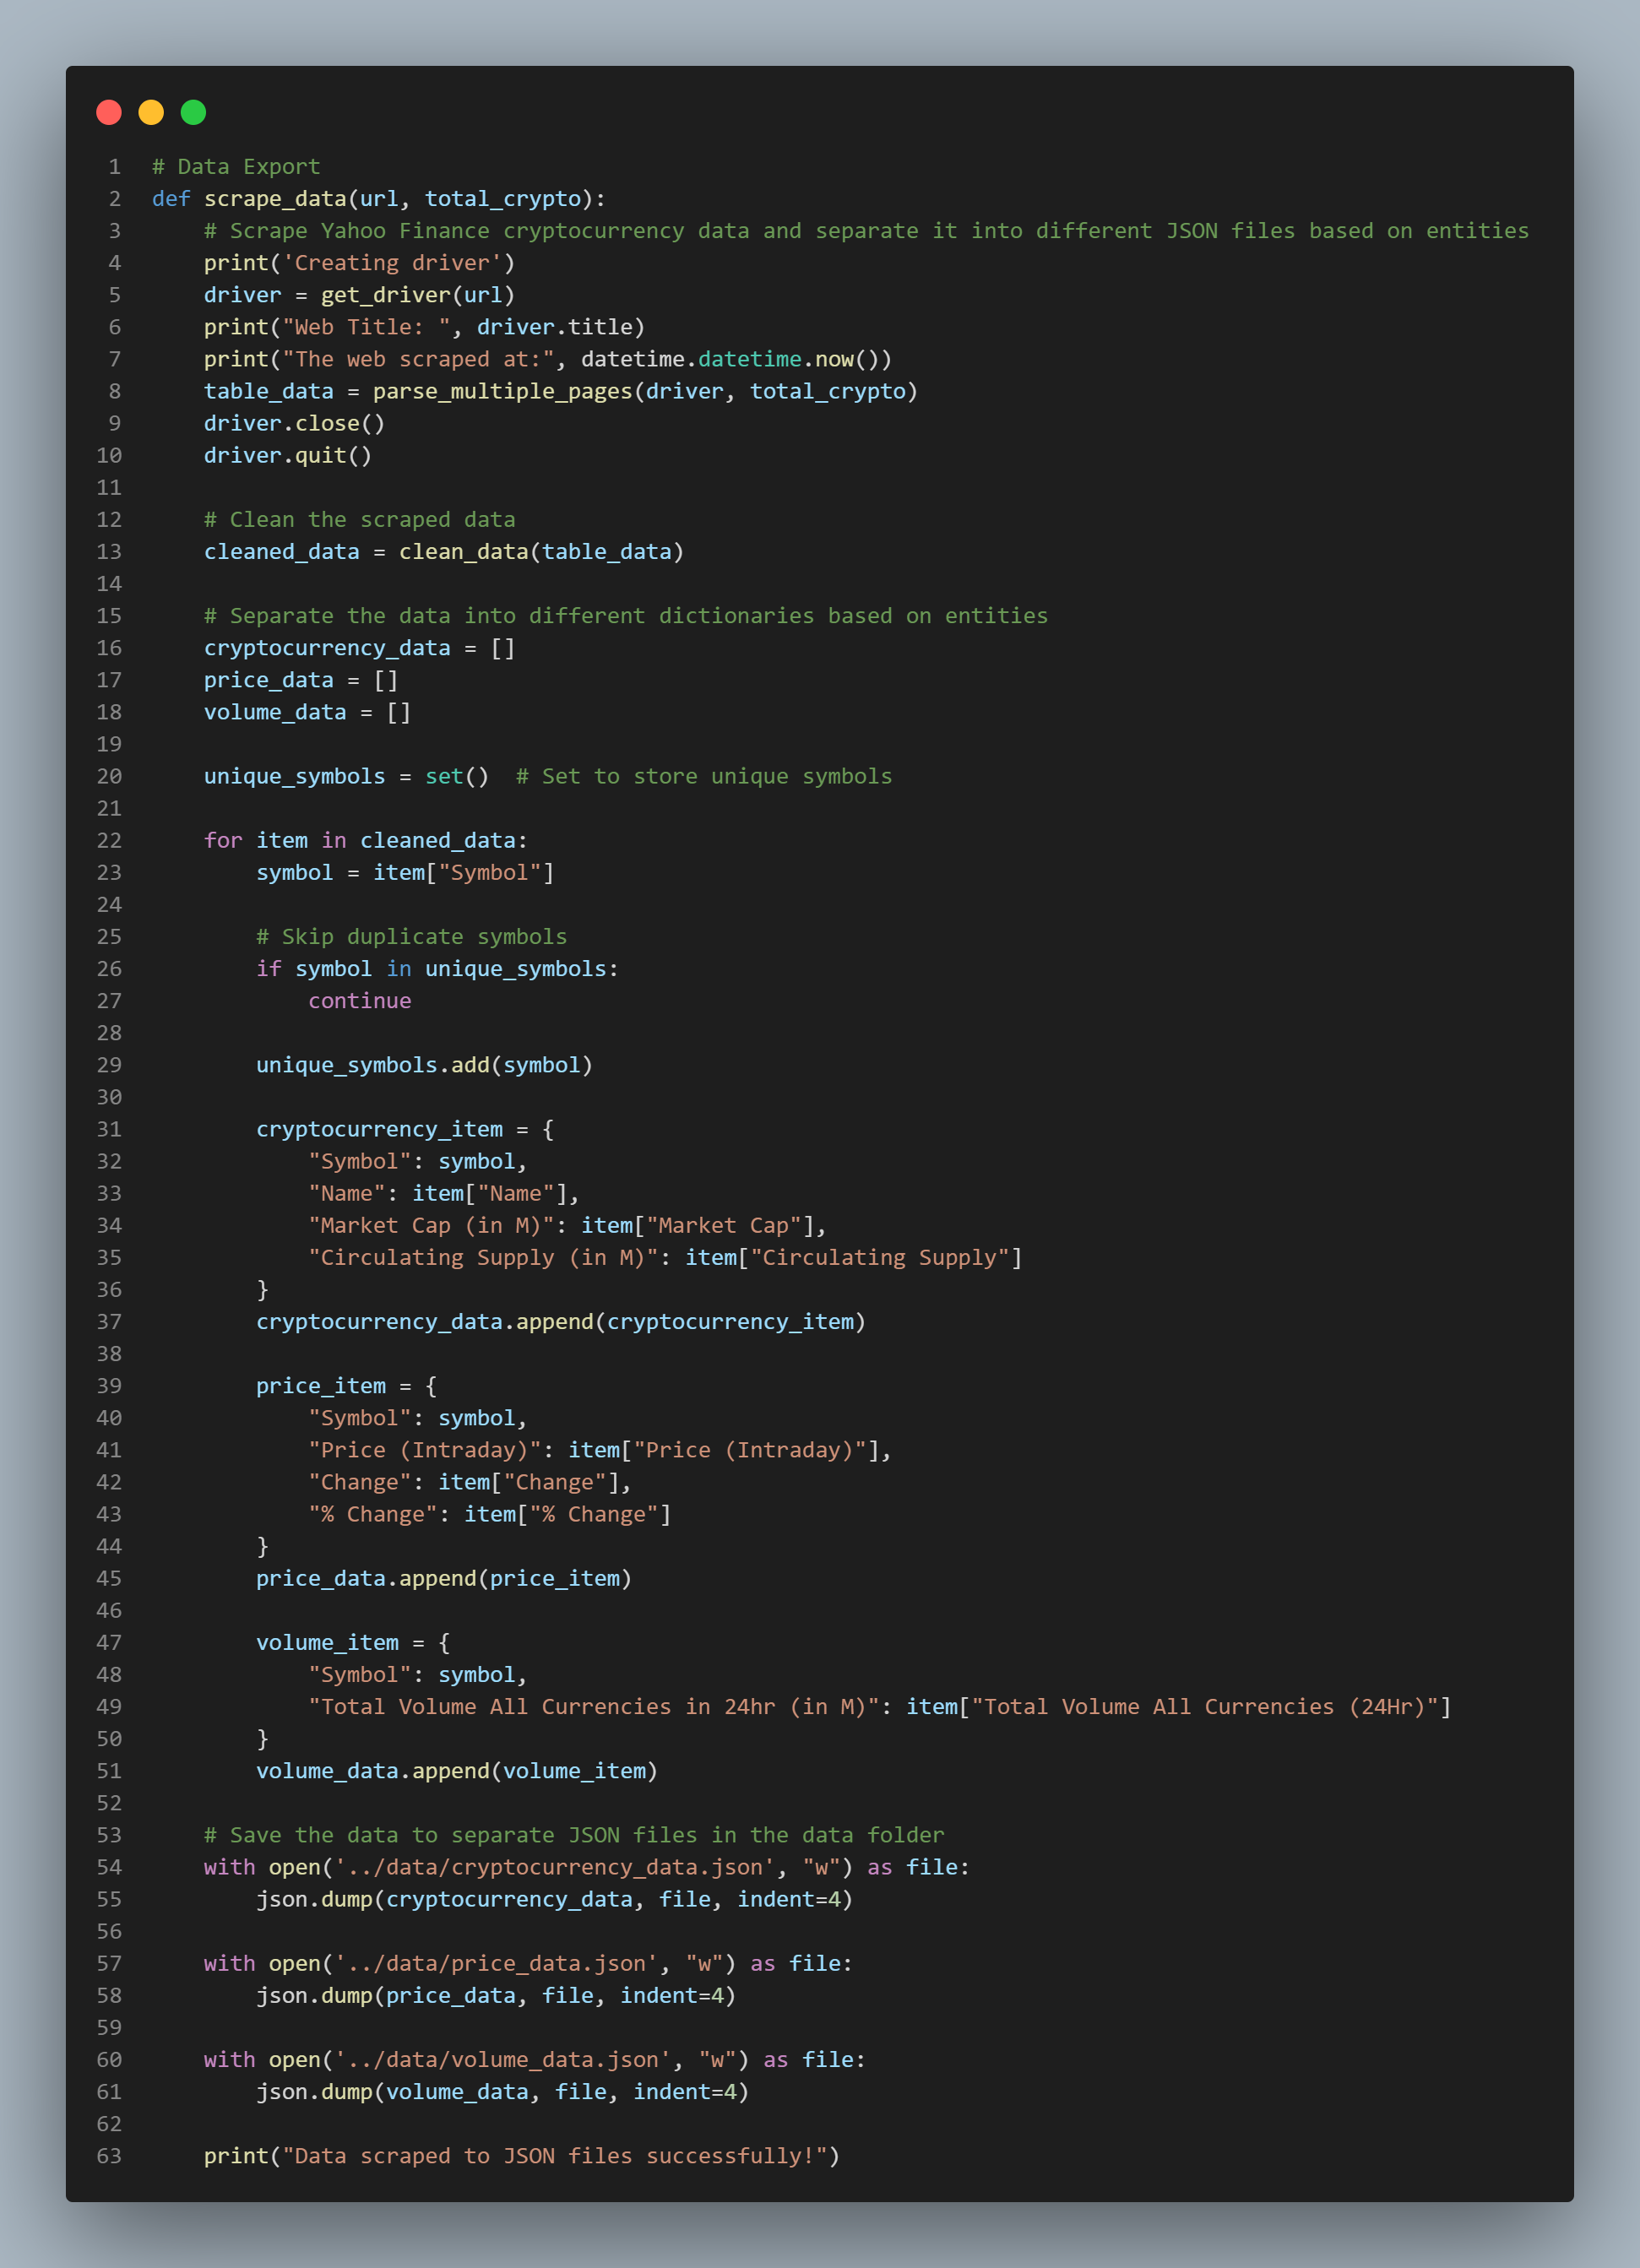 1 # Data Export
2 def scrape_data(url, total_crypto):
3     # Scrape Yahoo Finance cryptocurrency data and separate it into different JSON files based on entities
4     print('Creating driver')
5     driver = get_driver(url)
6     print("Web Title: ", driver.title)
7     print("The web scraped at:", datetime.datetime.now())
8     table_data = parse_multiple_pages(driver, total_crypto)
9     driver.close()
10     driver.quit()
11
12     # Clean the scraped data
13     cleaned_data = clean_data(table_data)
14
15     # Separate the data into different dictionaries based on entities
16     cryptocurrency_data = []
17     price_data = []
18     volume_data = []
19
20     unique_symbols = set()  # Set to store unique symbols
21
22     for item in cleaned_data:
23         symbol = item["Symbol"]
24
25         # Skip duplicate symbols
26         if symbol in unique_symbols:
27             continue
28
29         unique_symbols.add(symbol)
30
31         cryptocurrency_item = {
32             "Symbol": symbol,
33             "Name": item["Name"],
34             "Market Cap (in M)": item["Market Cap"],
35             "Circulating Supply (in M)": item["Circulating Supply"]
36         }
37         cryptocurrency_data.append(cryptocurrency_item)
38
39         price_item = {
40             "Symbol": symbol,
41             "Price (Intraday)": item["Price (Intraday)"],
42             "Change": item["Change"],
43             "% Change": item["% Change"]
44         }
45         price_data.append(price_item)
46
47         volume_item = {
48             "Symbol": symbol,
49             "Total Volume All Currencies in 24hr (in M)": item["Total Volume All Currencies (24Hr)"]
50         }
51         volume_data.append(volume_item)
52
53     # Save the data to separate JSON files in the data folder
54     with open('../data/cryptocurrency_data.json', "w") as file:
55         json.dump(cryptocurrency_data, file, indent=4)
56
57     with open('../data/price_data.json', "w") as file:
58         json.dump(price_data, file, indent=4)
59
60     with open('../data/volume_data.json', "w") as file:
61         json.dump(volume_data, file, indent=4)
62
63     print("Data scraped to JSON files successfully!")